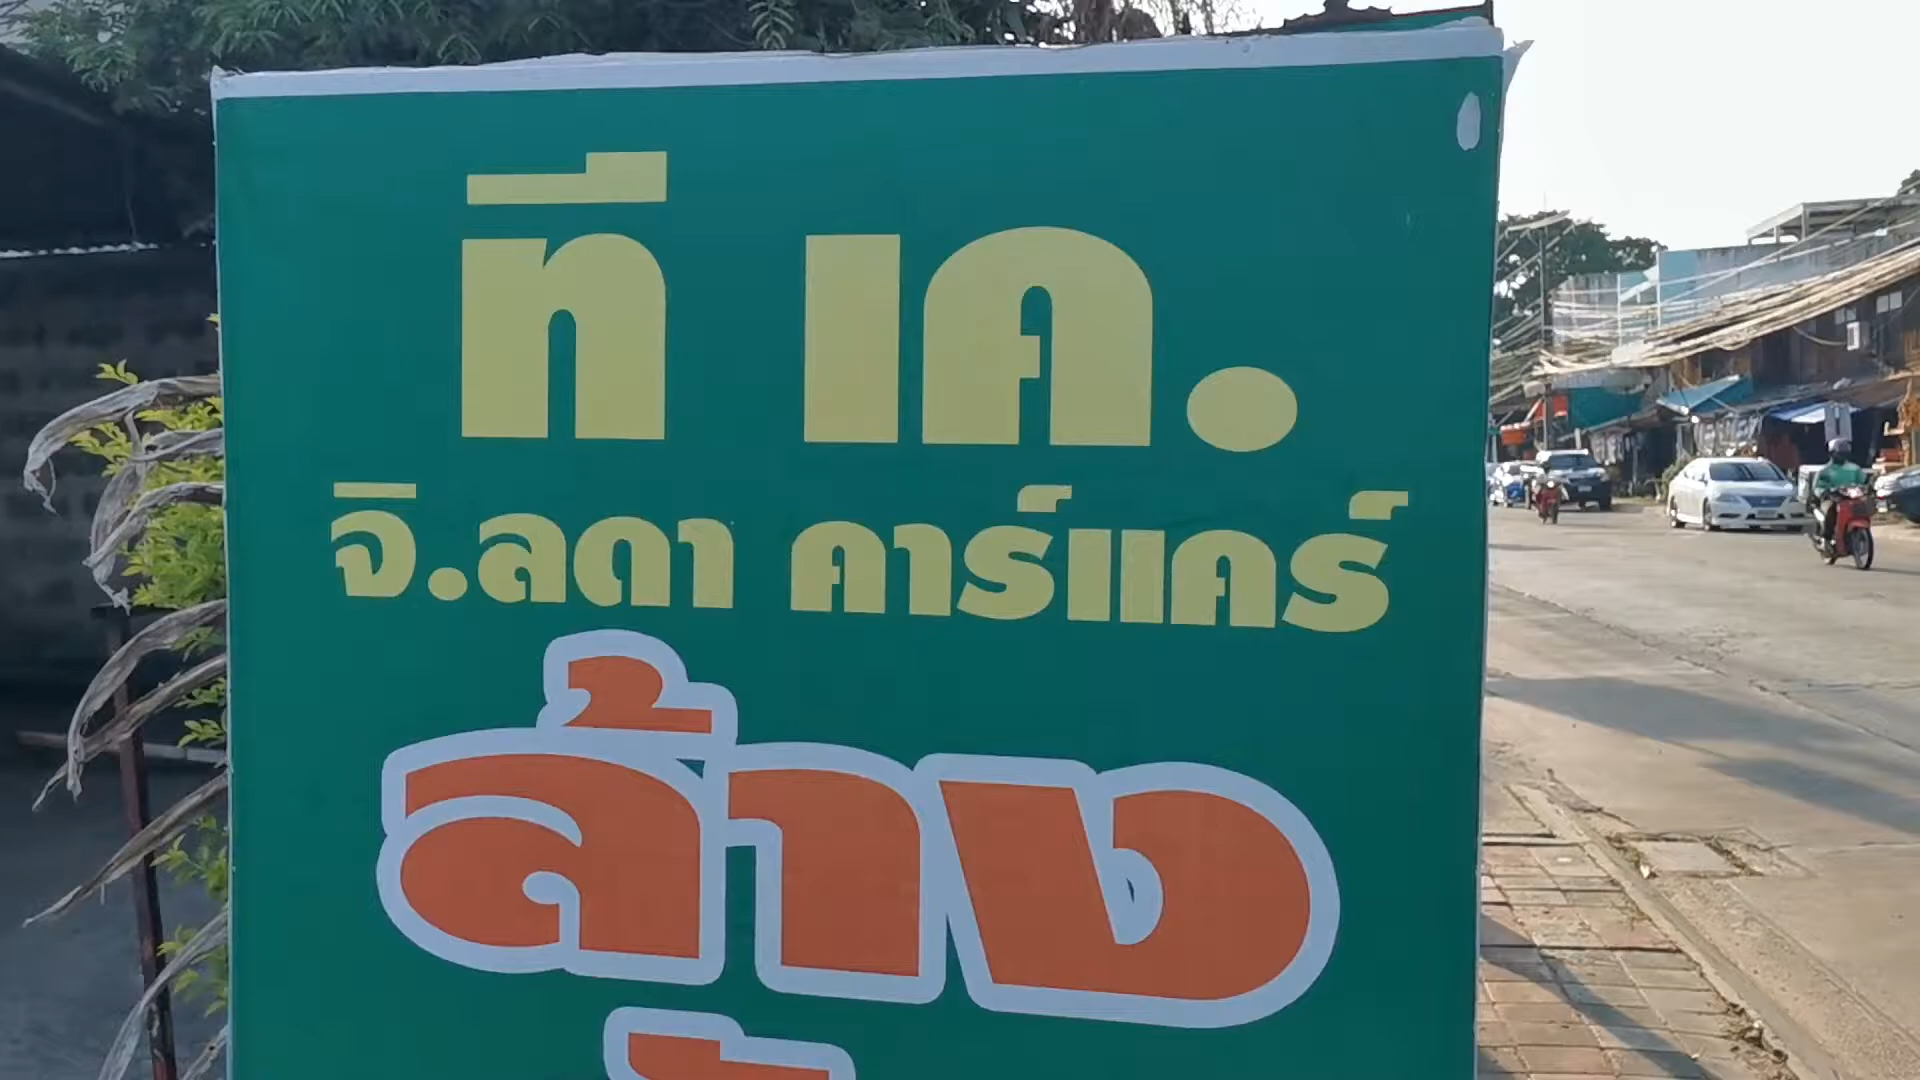 ที เค.
จิ.ลดา คาร์แคร์
ล้าง